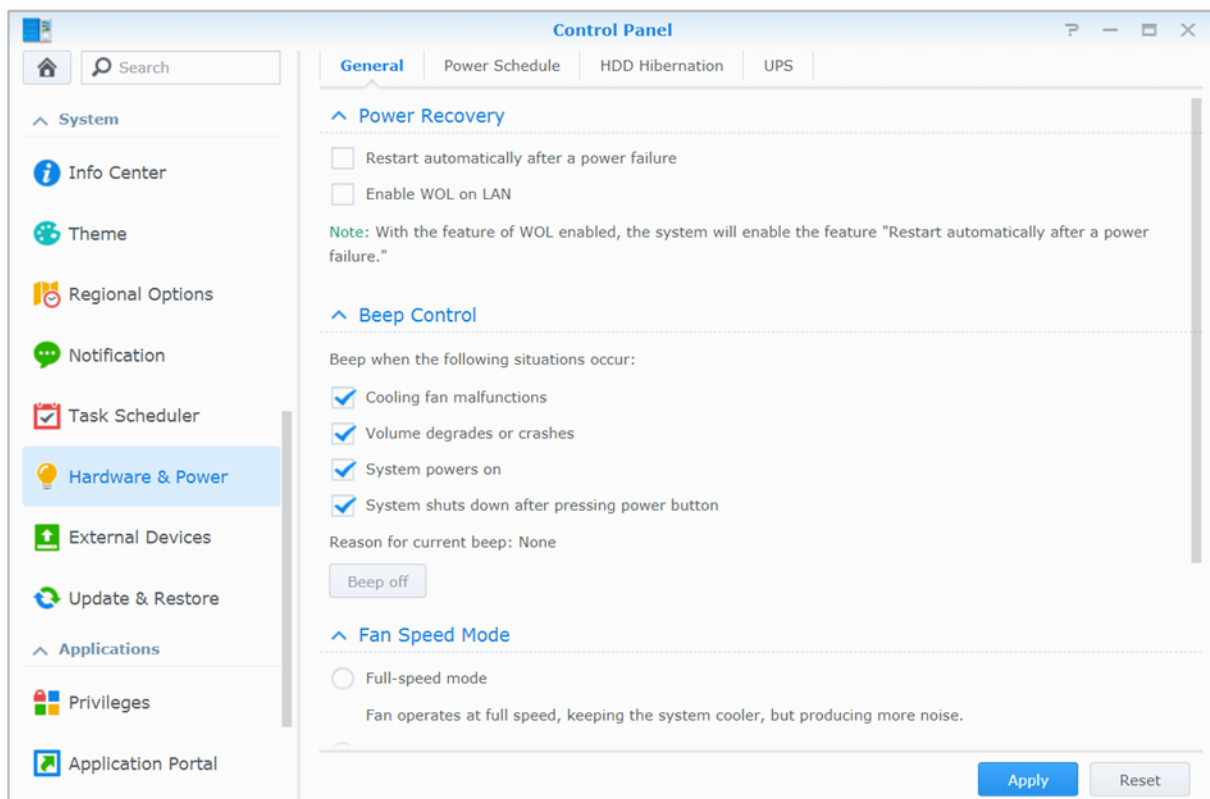 Control Panel
Search
System
Info Center
Theme
Regional Options
Notification
Task Scheduler
Hardware & Power
External Devices
Update & Restore
Applications
Privileges
Application Portal
General
Power Schedule
HDD Hibernation
UPS
Power Recovery
Restart automatically after a power failure
Enable WOL on LAN
Note: With the feature of WOL enabled, the system will enable the feature "Restart automatically after a power
failure."
Beep Control
Beep when the following situations occur:
Cooling fan malfunctions
Volume degrades or crashes
System powers on
System shuts down after pressing power button
Reason for current beep: None
Beep off
Fan Speed Mode
Full-speed mode
Fan operates at full speed, keeping the system cooler, but producing more noise.
Apply
Reset